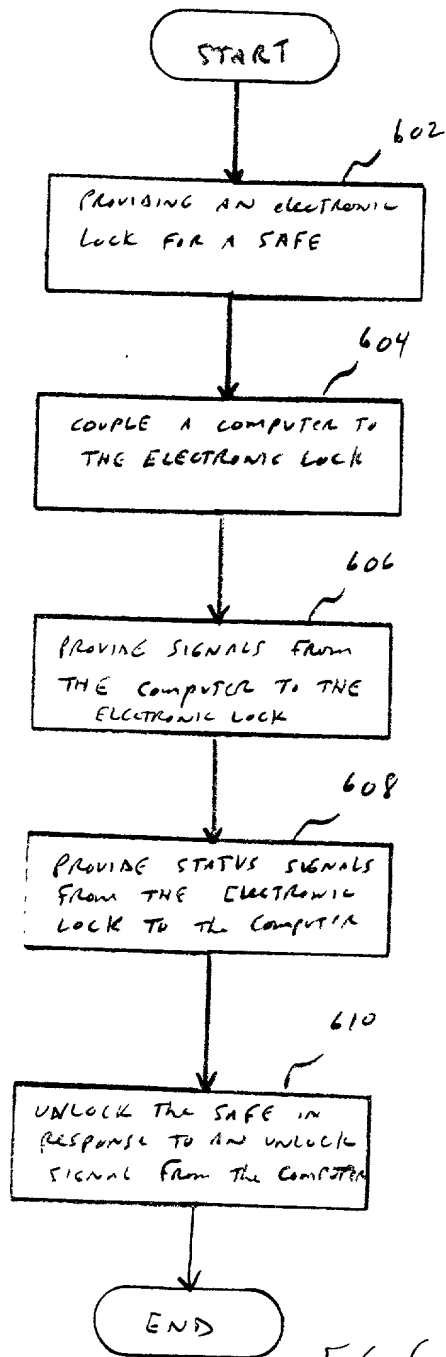 START
602
PROVIDING AN electRONIC
LOCK FOR A SAFE
604
COUPLE A COMPUTER TO
THE ELECTRONIC LOCK
606
PROVIDE SIGNALS FROM
THE COMPUTER TO THE
ELECTRONIC LOCK
608
PROVIDE STATUS SIGNALS
FROM THE ELECTRONIC
LOCK TO the COMPUTER
610
UNLOCK The SAFE IN
RESPONSE TO AN UNLOCK
SIGNAL FROM the COMPUTER
END